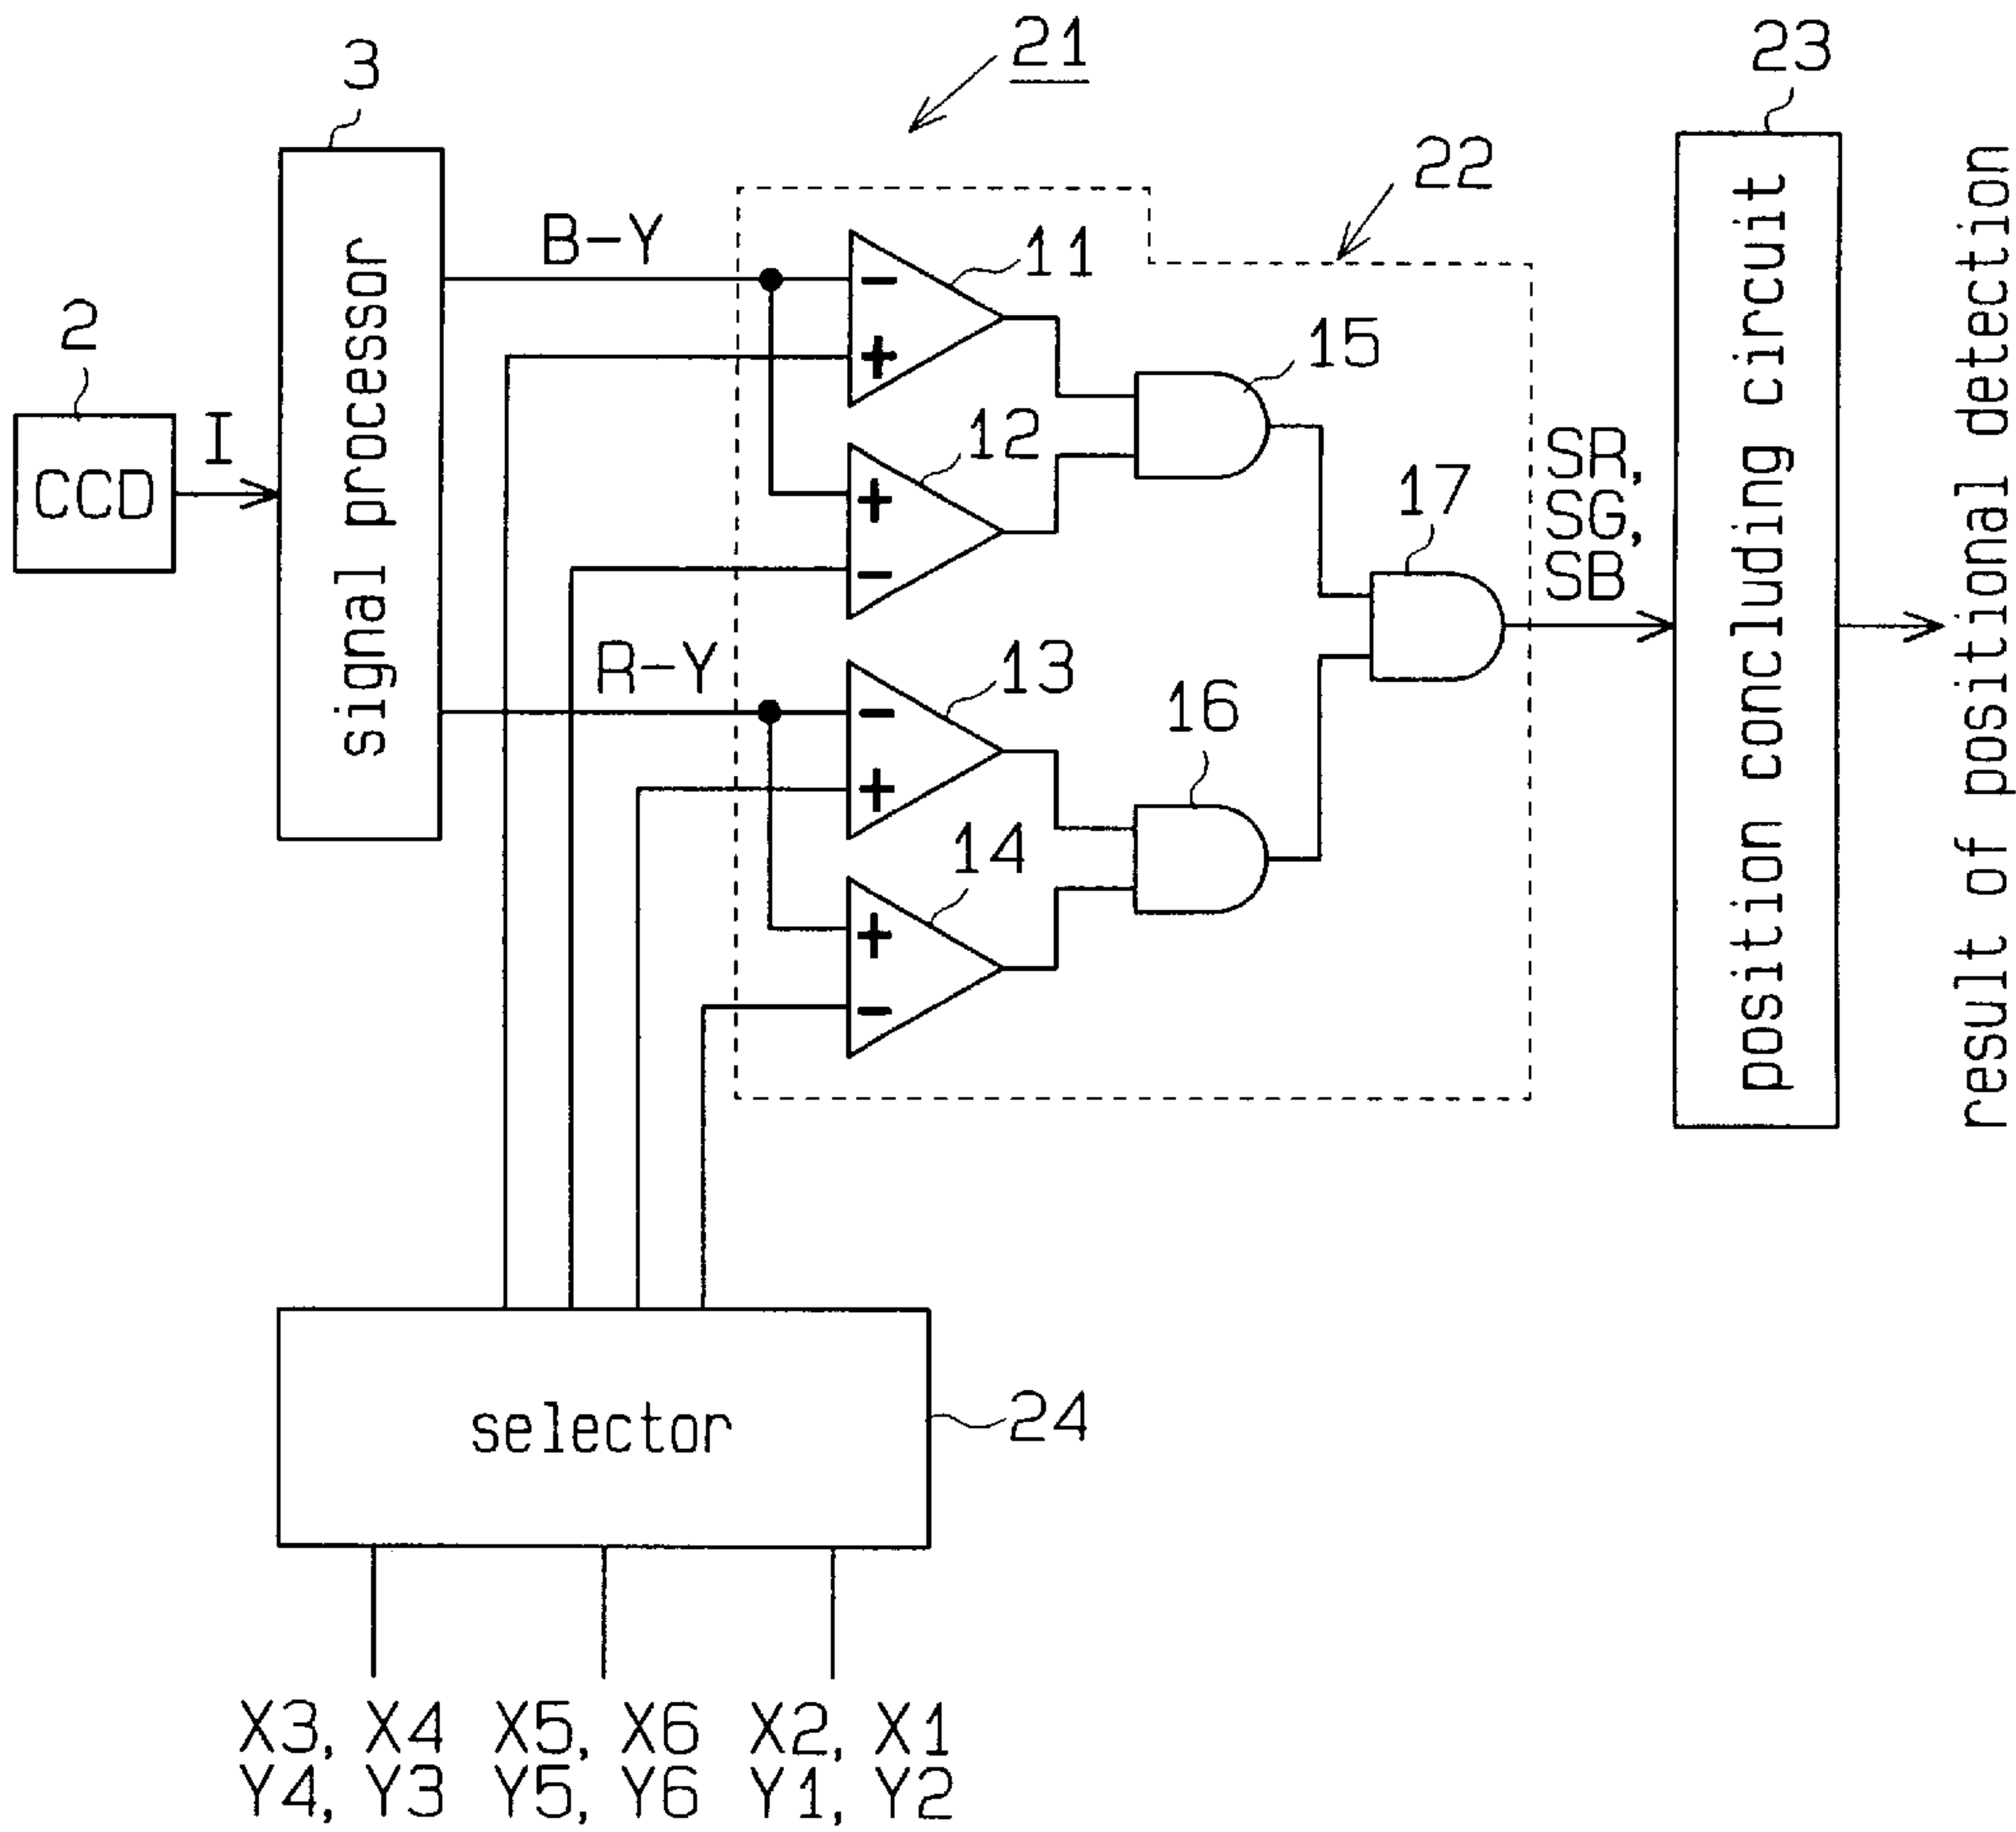 21
23
3
22
B-Y
11
2
15
I
12
SR,
SG,
SB
17
CCD
signal processor
R-Y
13
16
14
position concluding circuit
result of positional detection
selector
24
X3, X4 X5, X6 X2, X1
Y4, Y3 Y5, Y6 Y1, Y2